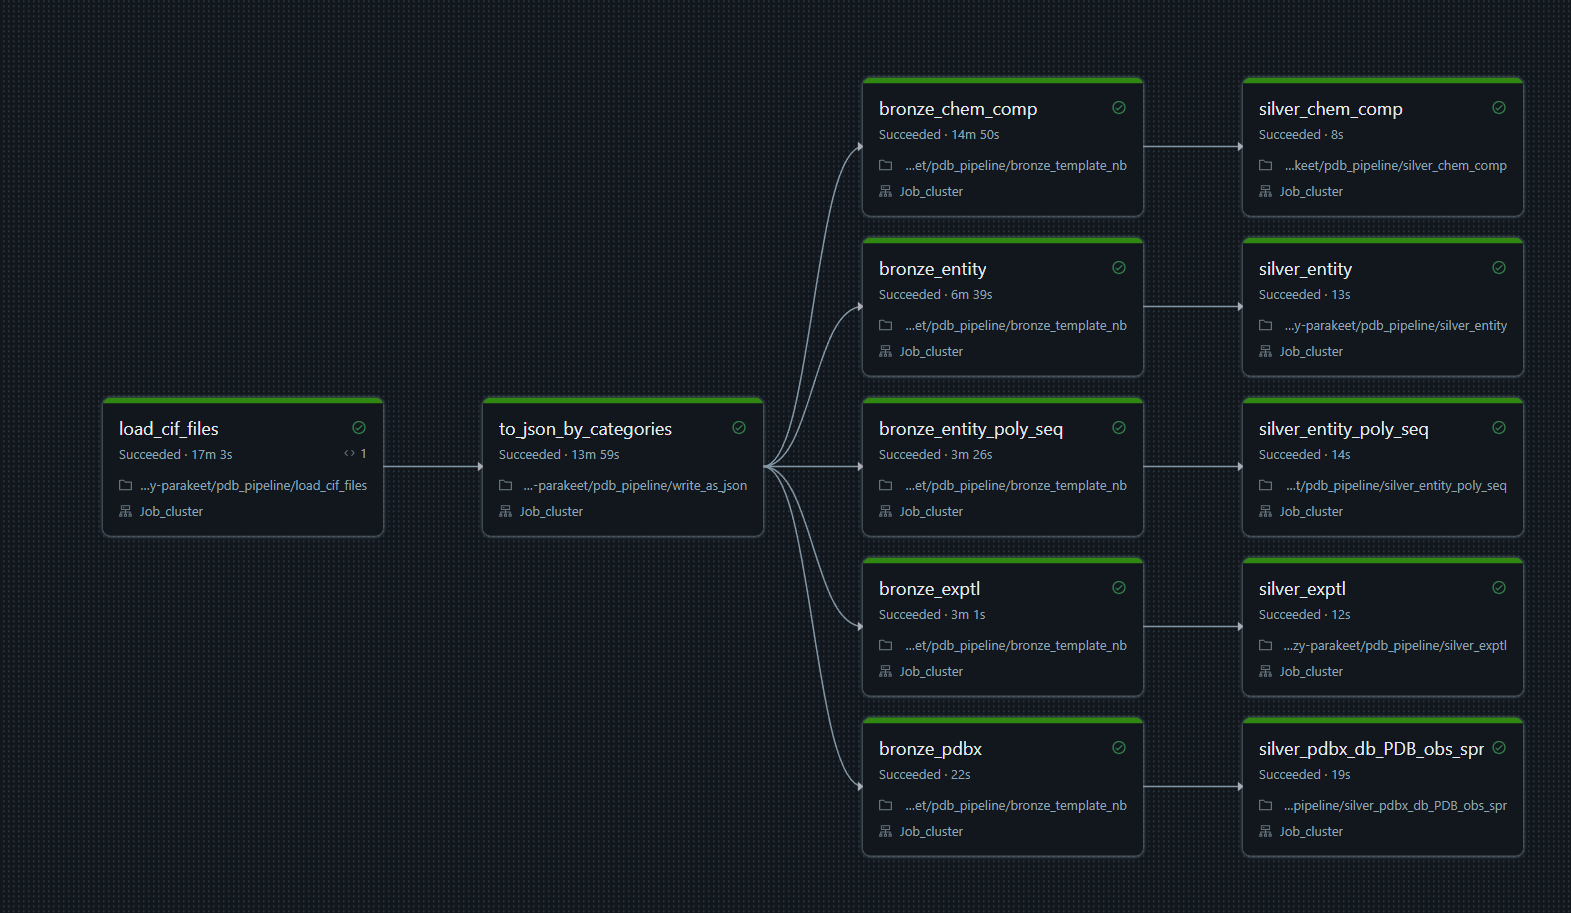 load_cif_files
Succeeded · 17m 3s
1
...y-parakeet/pdb_pipeline/load_cif_files
Job_cluster
to_json_by_categories
Succeeded · 13m 59s
...-parakeet/pdb_pipeline/write_as_json
Job_cluster
bronze_chem_comp
Succeeded · 14m 50s
...et/pdb_pipeline/bronze_template_nb
Job_cluster
silver_chem_comp
Succeeded · 8s
...keet/pdb_pipeline/silver_chem_comp
Job_cluster
bronze_entity
Succeeded · 6m 39s
...et/pdb_pipeline/bronze_template_nb
Job_cluster
silver_entity
Succeeded · 13s
...y-parakeet/pdb_pipeline/silver_entity
Job_cluster
bronze_entity_poly_seq
Succeeded · 3m 26s
...et/pdb_pipeline/bronze_template_nb
Job_cluster
silver_entity_poly_seq
Succeeded · 14s
...t/pdb_pipeline/silver_entity_poly_seq
Job_cluster
bronze_exptl
Succeeded · 3m 1s
...et/pdb_pipeline/bronze_template_nb
Job_cluster
silver_exptl
Succeeded · 12s
...zy-parakeet/pdb_pipeline/silver_exptl
Job_cluster
bronze_pdbx
Succeeded · 22s
...et/pdb_pipeline/bronze_template_nb
Job_cluster
silver_pdbx_db_PDB_obs_spr
Succeeded · 19s
...pipeline/silver_pdbx_db_PDB_obs_spr
Job_cluster